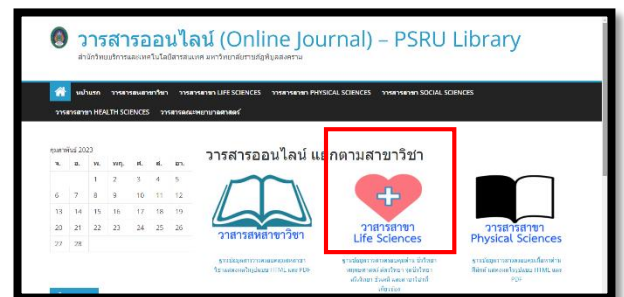 วารสารออนไลน์ (Online Journal) – PSRU Library
สำนักวิทยบริการและเทคโนโลยีสารสนเทศ มหาวิทยาลัยราชภัฏพิบูลสงคราม
หน้าแรก วารสารสหสาขาวิชา วารสารสาขา LIFE SCIENCES วารสารสาขา PHYSICAL SCIENCES วารสารสาขา SOCIAL SCIENCES
วารสารสาขา HEALTH SCIENCES วารสารคณะพยาบาลศาสตร์
กุมภาพันธ์ 2023
จ. อ. พ. พฤ. ศ. ส. อา.
1 2 3 4 5
6 7 8 9 10 11 12
13 14 15 16 17 18 19
20 21 22 23 24 25 26
27 28
วารสารออนไลน์ แยกตามสาขาวิชา
วารสารสหสาขาวิชา
วารสารสาขา
Life Sciences
วารสารสาขา
Physical Sciences